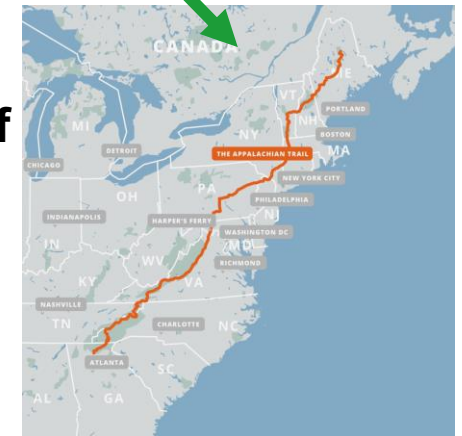 CANADA
ME
VT
NH
PORTLAND
f
MI
NY
BOSTON
DETROIT
THE APPALACHIAN TRAIL
MA
CHICAGO
NEW YORK CITY
OH
PA
PHILADELPHIA
INDIANAPOLIS
HARPER'S FERRY
NJ
WASHINGTON DC
IN
MD
WV
RICHMOND
KY
VA
NASHVILLE
TN
CHARLOTTE
NC
ATLANTA
SC
AL
GA